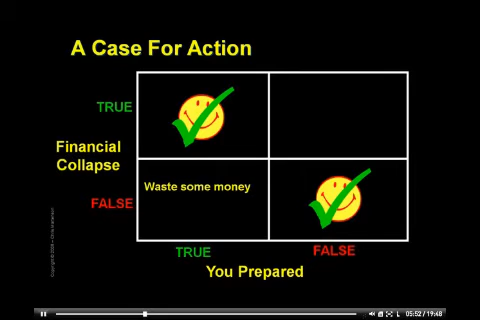 A Case For Action
TRUE
Financial
Collapse
Waste some money
FALSE
TRUE
FALSE
You Prepared
05:52 / 19:48